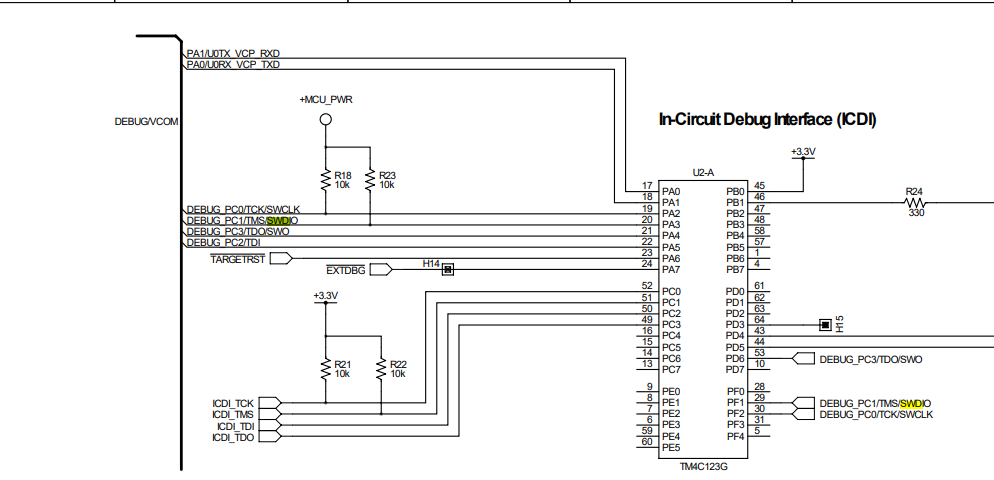 PA1/U0TX_VCP_RXD
PA0/U0RX_VCP_TXD
+MCU_PWR
DEBUG/VCOM
In-Circuit Debug Interface (ICDI)
+3.3V
R18
10k
R23
10k
U2-A
R24
330
DEBUG_PC0/TCK/SWCLK
DEBUG_PC1/TMS/SWDIO
DEBUG_PC3/TDO/SWO
DEBUG_PC2/TDI
TARGETRST
EXTDBG
H14
17 PA0 PB0 45
18 PA1 PB1 46
19 PA2 PB2 47
20 PA3 PB3 48
21 PA4 PB4 58
22 PA5 PB5 57
23 PA6 PB6 1
24 PA7 PB7 4
52 PC0 PD0 61
51 PC1 PD1 62
50 PC2 PD2 63
49 PC3 PD3 64
16 PC4 PD4 43
15 PC5 PD5 44
14 PC6 PD6 53
13 PC7 PD7 10
9 PE0 PF0 28
8 PE1 PF1 29
7 PE2 PF2 30
6 PE3 PF3 31
59 PE4 PF4 5
60 PE5
H15
DEBUG_PC3/TDO/SWO
DEBUG_PC1/TMS/SWDIO
DEBUG_PC0/TCK/SWCLK
+3.3V
R21
10k
R22
10k
ICDI_TCK
ICDI_TMS
ICDI_TDI
ICDI_TDO
TM4C123G